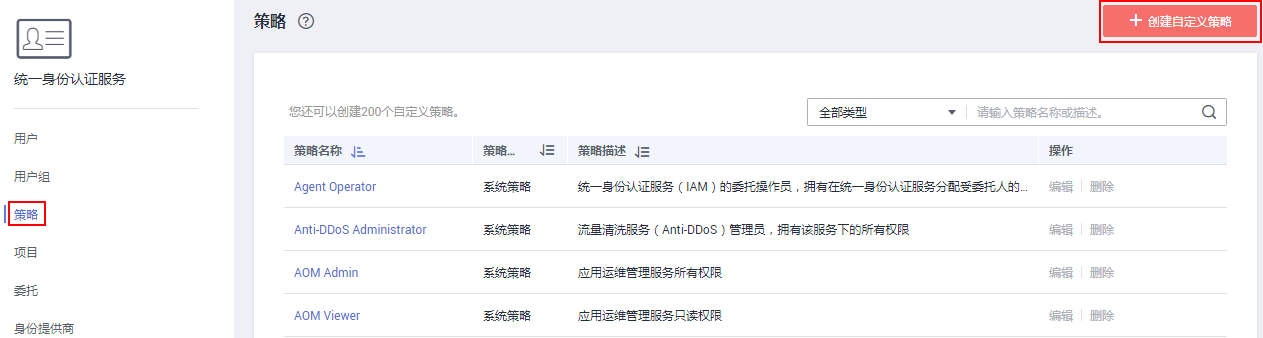 统一身份认证服务
用户
用户组
策略
项目
委托
身份提供商
策略 ?
+ 创建自定义策略
您还可以创建200个自定义策略。
全部类型 请输入策略名称或描述。
策略名称 策略... 策略描述 操作
Agent Operator 系统策略 统一身份认证服务（IAM）的委托操作员，拥有在统一身份认证服务分配受委托人的... 编辑 删除
Anti-DDoS Administrator 系统策略 流量清洗服务（Anti-DDoS）管理员，拥有该服务下的所有权限 编辑 删除
AOM Admin 系统策略 应用运维管理服务所有权限 编辑 删除
AOM Viewer 系统策略 应用运维管理服务只读权限 编辑 删除